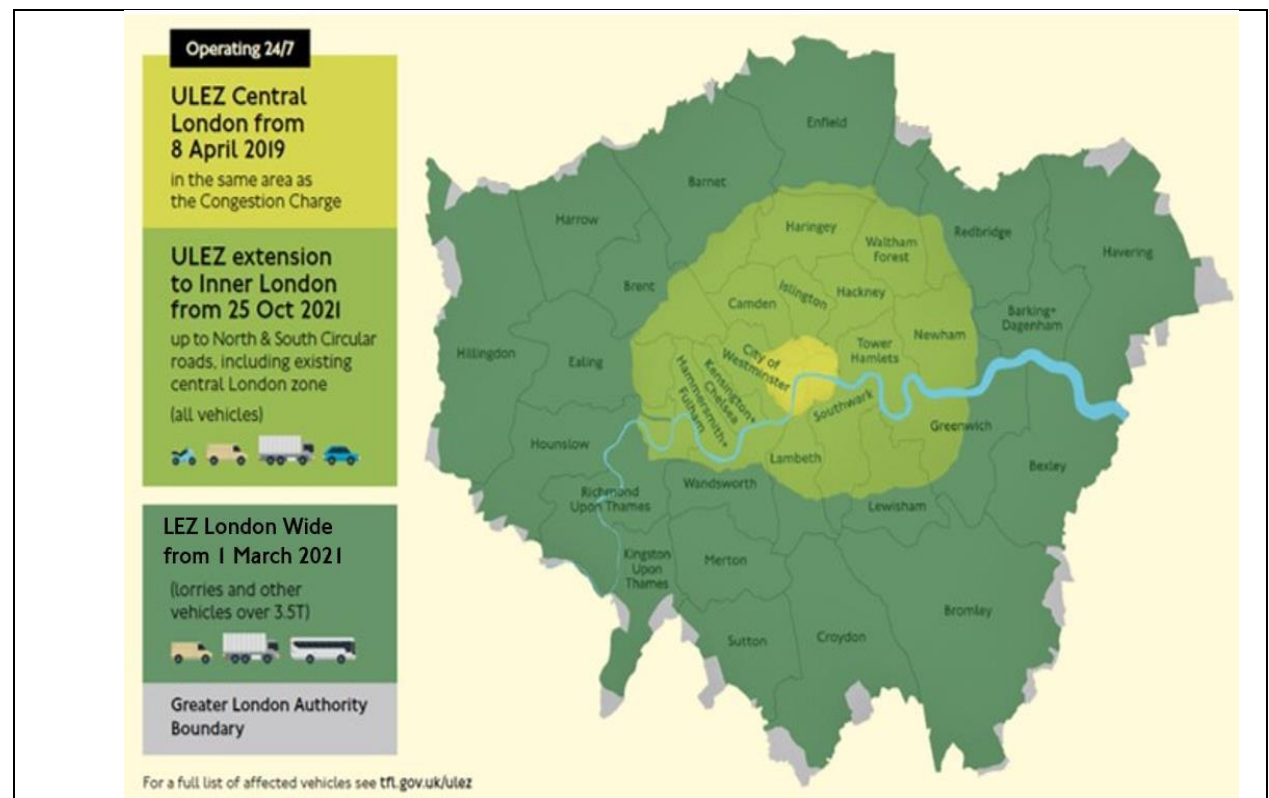 Operating 24/7
ULEZ Central
London from
8 April 2019
in the same area as
the Congestion Charge
ULEZ extension
to Inner London
from 25 Oct 2021
up to North & South Circular
roads, including existing
central London zone
(all vehicles)
LEZ London Wide
from 1 March 2021
(lorries and other
vehicles over 3.5T)
Greater London Authority
Boundary
For a full list of affected vehicles see tfl.gov.uk/ulez
Enfield
Barnet
Harrow
Haringey
Waltham
Forest
Redbridge
Havering
Brent
Camden
Islington
Hackney
Barking+
Dagenham
Hillingdon
Ealing
City of
Westminster
Tower
Hamlets
Newham
Kensington+
Chelsea
Hammersmith+
Fulham
Southwark
Greenwich
Hounslow
Lambeth
Bexley
Richmond
Upon Thames
Wandsworth
Lewisham
Kingston
Upon
Thames
Merton
Bromley
Sutton
Croydon